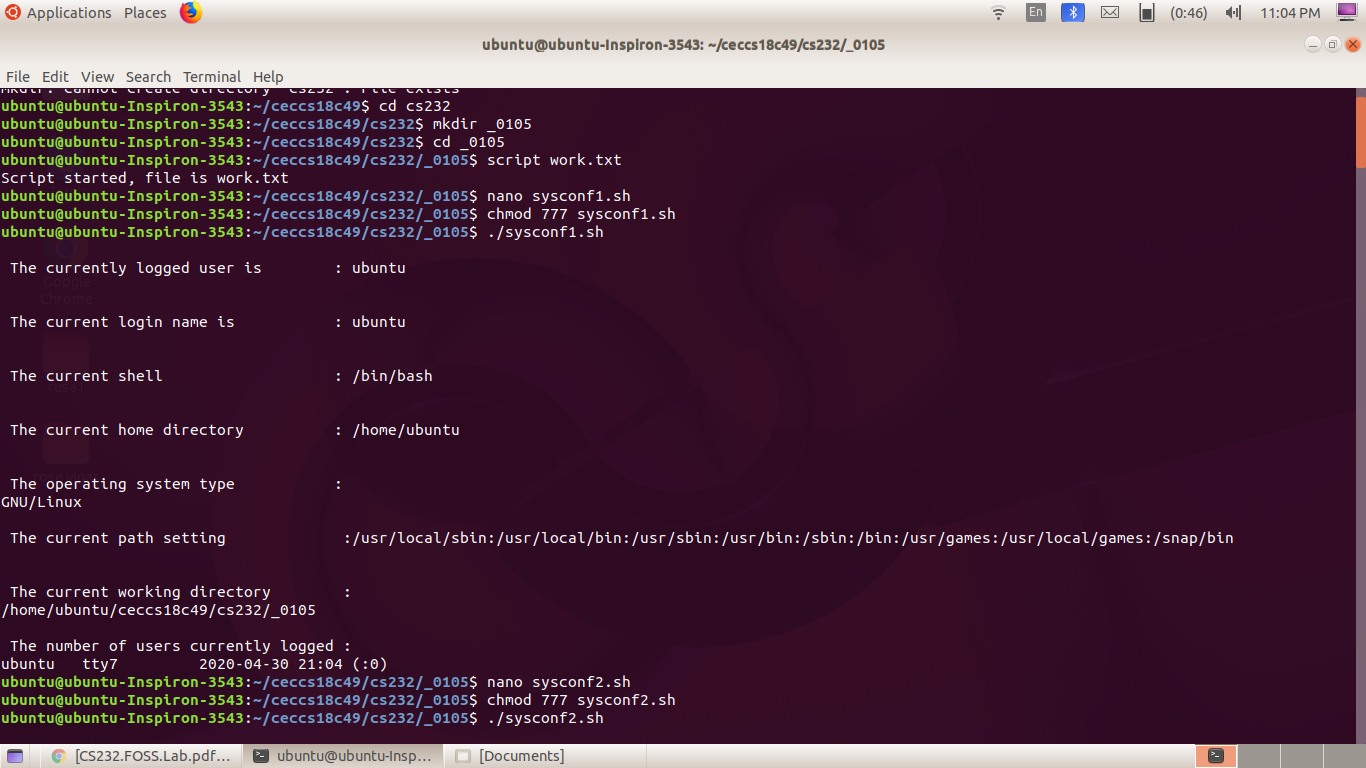 Applications Places En (0:46) 11:04 PM
ubuntu@ubuntu-Inspiron-3543: ~/ceccs18c49/cs232/_0105
File Edit View Search Terminal Help
mkdir: cannot create directory 'cs232': File exists
ubuntu@ubuntu-Inspiron-3543:~/ceccs18c49$ cd cs232
ubuntu@ubuntu-Inspiron-3543:~/ceccs18c49/cs232$ mkdir _0105
ubuntu@ubuntu-Inspiron-3543:~/ceccs18c49/cs232$ cd _0105
ubuntu@ubuntu-Inspiron-3543:~/ceccs18c49/cs232/_0105$ script work.txt
Script started, file is work.txt
ubuntu@ubuntu-Inspiron-3543:~/ceccs18c49/cs232/_0105$ nano sysconf1.sh
ubuntu@ubuntu-Inspiron-3543:~/ceccs18c49/cs232/_0105$ chmod 777 sysconf1.sh
ubuntu@ubuntu-Inspiron-3543:~/ceccs18c49/cs232/_0105$ ./sysconf1.sh
The currently logged user is : ubuntu
Google
Chrome
The current login name is : ubuntu
The current shell : /bin/bash
The current home directory : /home/ubuntu
The operating system type :
GNU/Linux
The current path setting :/usr/local/sbin:/usr/local/bin:/usr/sbin:/usr/bin:/sbin:/bin:/usr/games:/usr/local/games:/snap/bin
The current working directory :
/home/ubuntu/ceccs18c49/cs232/_0105
The number of users currently logged :
ubuntu tty7 2020-04-30 21:04 (:0)
ubuntu@ubuntu-Inspiron-3543:~/ceccs18c49/cs232/_0105$ nano sysconf2.sh
ubuntu@ubuntu-Inspiron-3543:~/ceccs18c49/cs232/_0105$ chmod 777 sysconf2.sh
ubuntu@ubuntu-Inspiron-3543:~/ceccs18c49/cs232/_0105$ ./sysconf2.sh
[CS232.FOSS.Lab.pdf... ubuntu@ubuntu-Insp... [Documents]